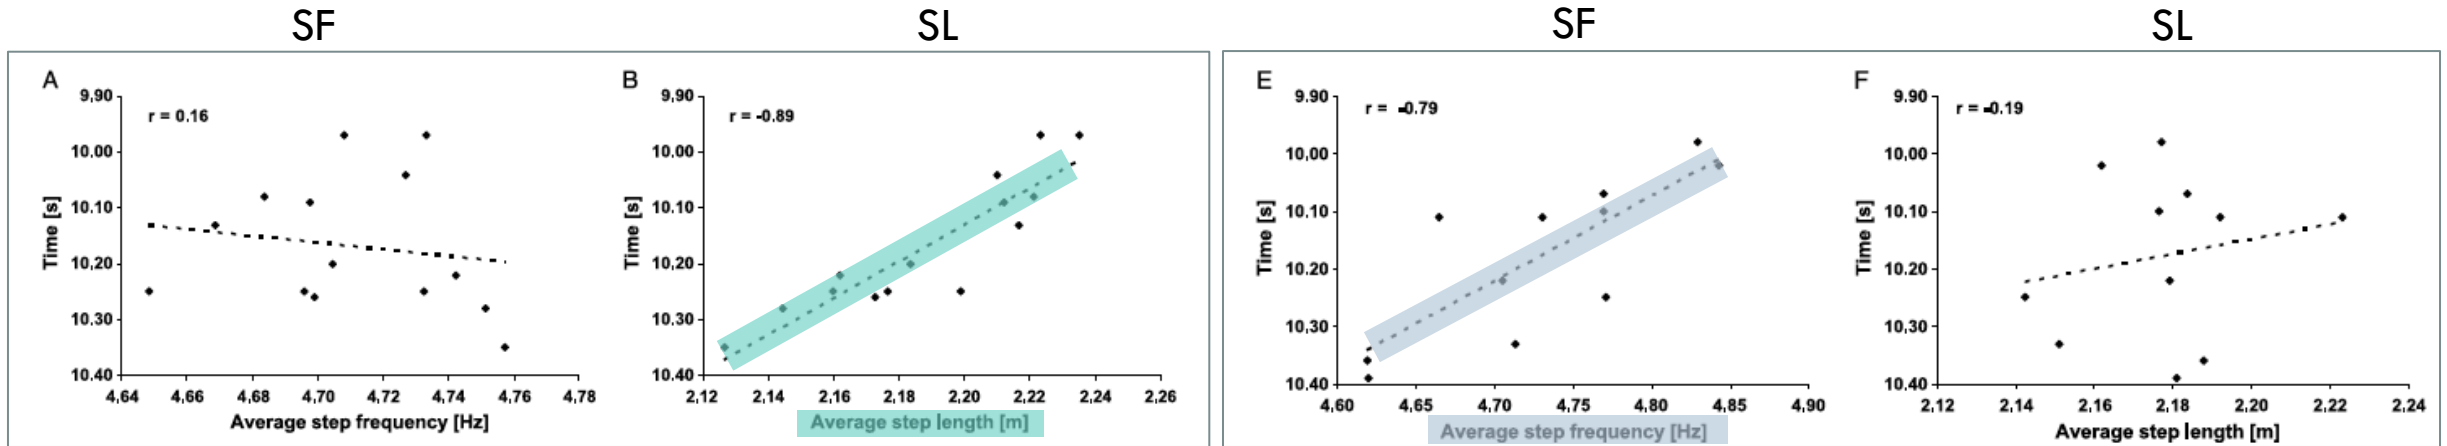 SF
SL
SF
SL
A
r = 0.16
Time [s]
9,90
10.00
10.10
10.20
10.30
10.40
4,64 4,66 4,68 4,70 4,72 4,74 4,76 4,78
Average step frequency [Hz]
B
r = -0.89
Time [s]
9,90
10.00
10.10
10.20
10.30
10.40
2,12 2,14 2,16 2,18 2,20 2,22 2,24 2,26
Average step length [m]
E
r = -0.79
Time [s]
9.90
10,00
10,10
10.20
10,30
10.40
4,60 4,65 4,70 4,75 4,80 4,85 4,90
Average step frequency [Hz]
F
r = -0.19
Time [s]
9.90
10,00
10,10
10.20
10,30
10.40
2,12 2,14 2,16 2,18 2,20 2,22 2,24
Average step length [m]